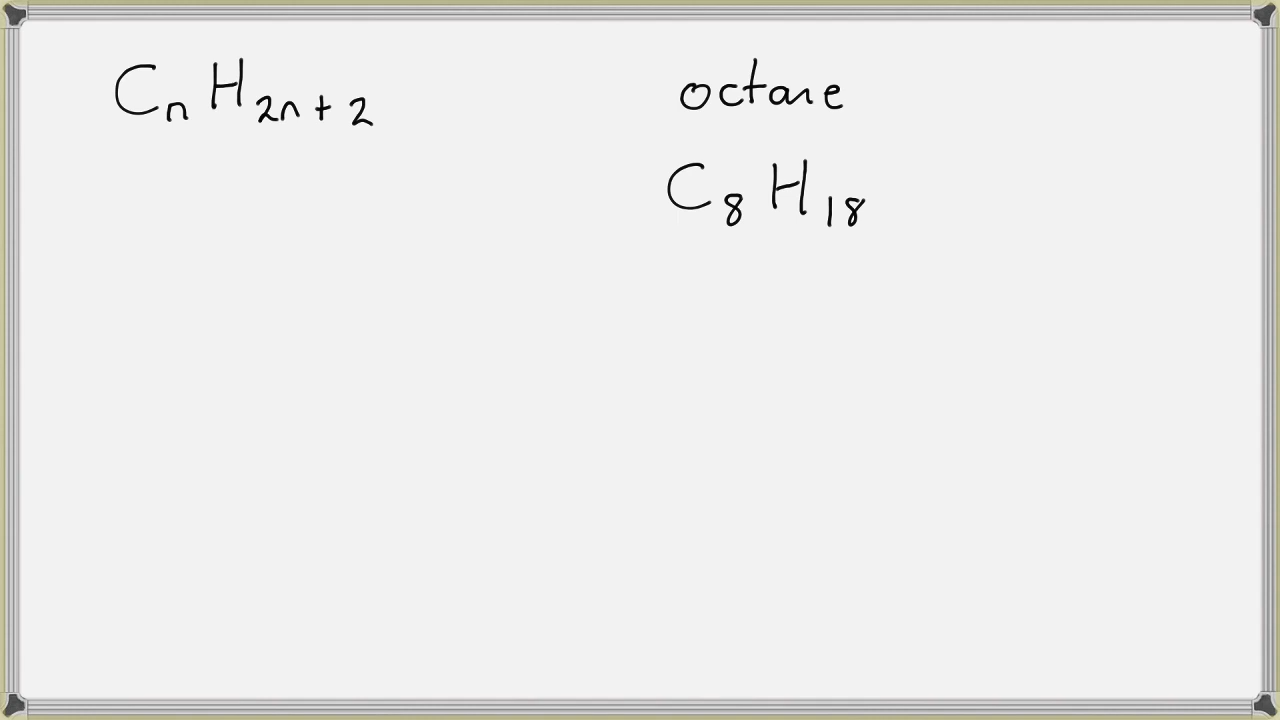 CₙH₂ₙ₊₂
octane
C₈H₁₈